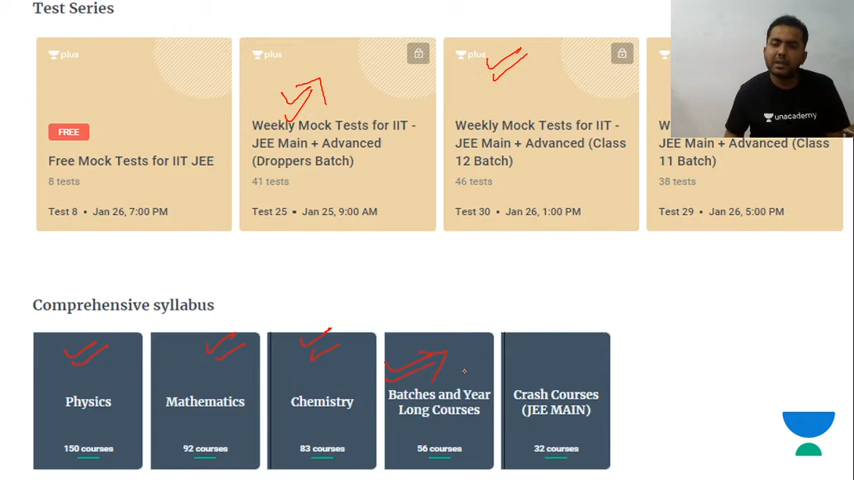 Test Series
plus
FREE
Free Mock Tests for IIT JEE
8 tests
Test 8 • Jan 26, 7:00 PM
plus
Weekly Mock Tests for IIT -
JEE Main + Advanced
(Droppers Batch)
41 tests
Test 25 • Jan 25, 9:00 AM
plus
Weekly Mock Tests for IIT -
JEE Main + Advanced (Class
12 Batch)
46 tests
Test 30 • Jan 26, 1:00 PM
JEE Main + Advanced (Class
11 Batch)
38 tests
Test 29 • Jan 26, 5:00 PM
unacademy
Comprehensive syllabus
Physics
150 courses
Mathematics
92 courses
Chemistry
83 courses
Batches and Year
Long Courses
56 courses
Crash Courses
(JEE MAIN)
32 courses